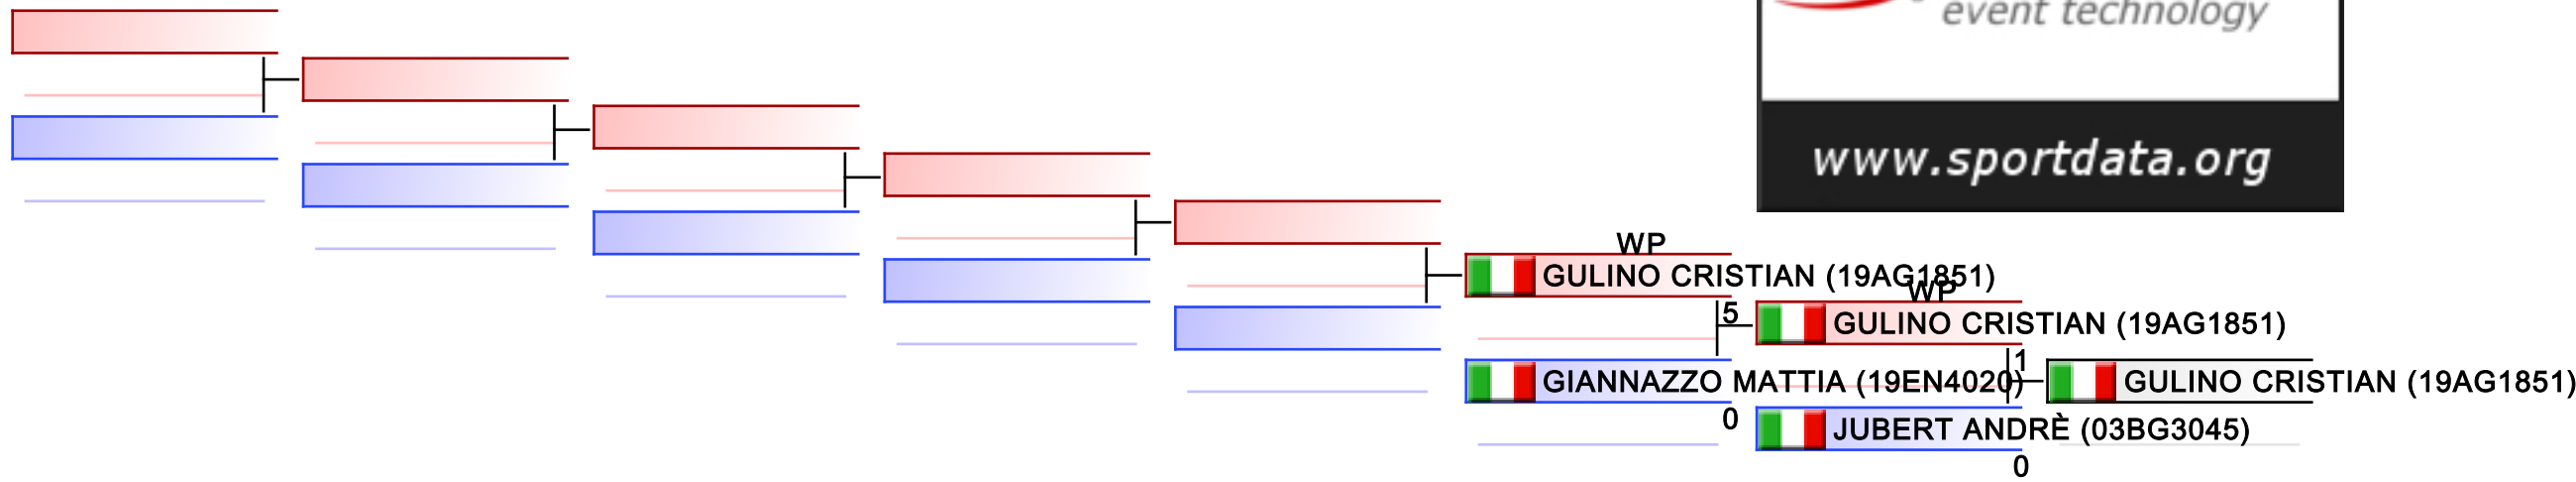 event technology
www.sportdata.org
WP
GULINO CRISTIAN (19AG1851)
WP
5
GULINO CRISTIAN (19AG1851)
1
GIANNAZZO MATTIA (19EN4020)
GULINO CRISTIAN (19AG1851)
0
JUBERT ANDRÈ (03BG3045)
0